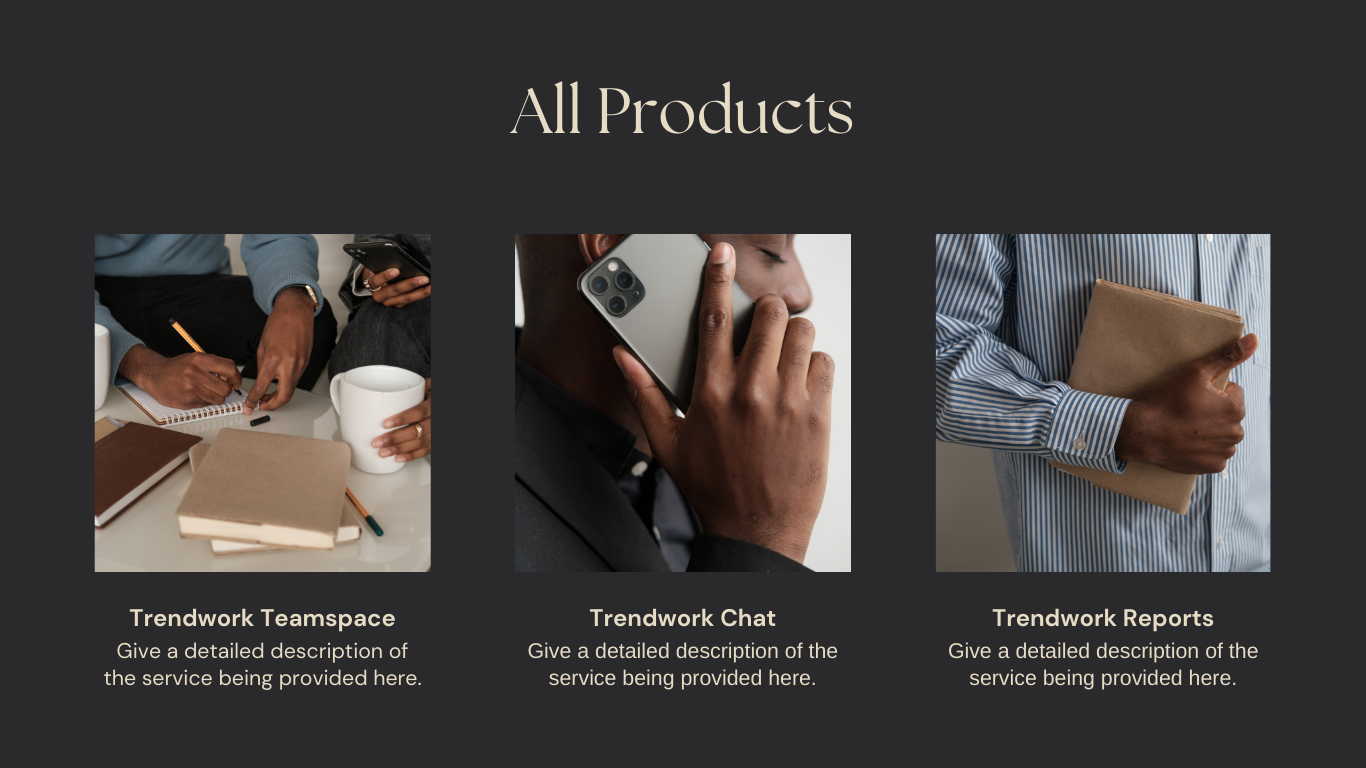 All Products
Trendwork Teamspace
Give a detailed description of
the service being provided here.
Trendwork Chat
Give a detailed description of the
service being provided here.
Trendwork Reports
Give a detailed description of the
service being provided here.